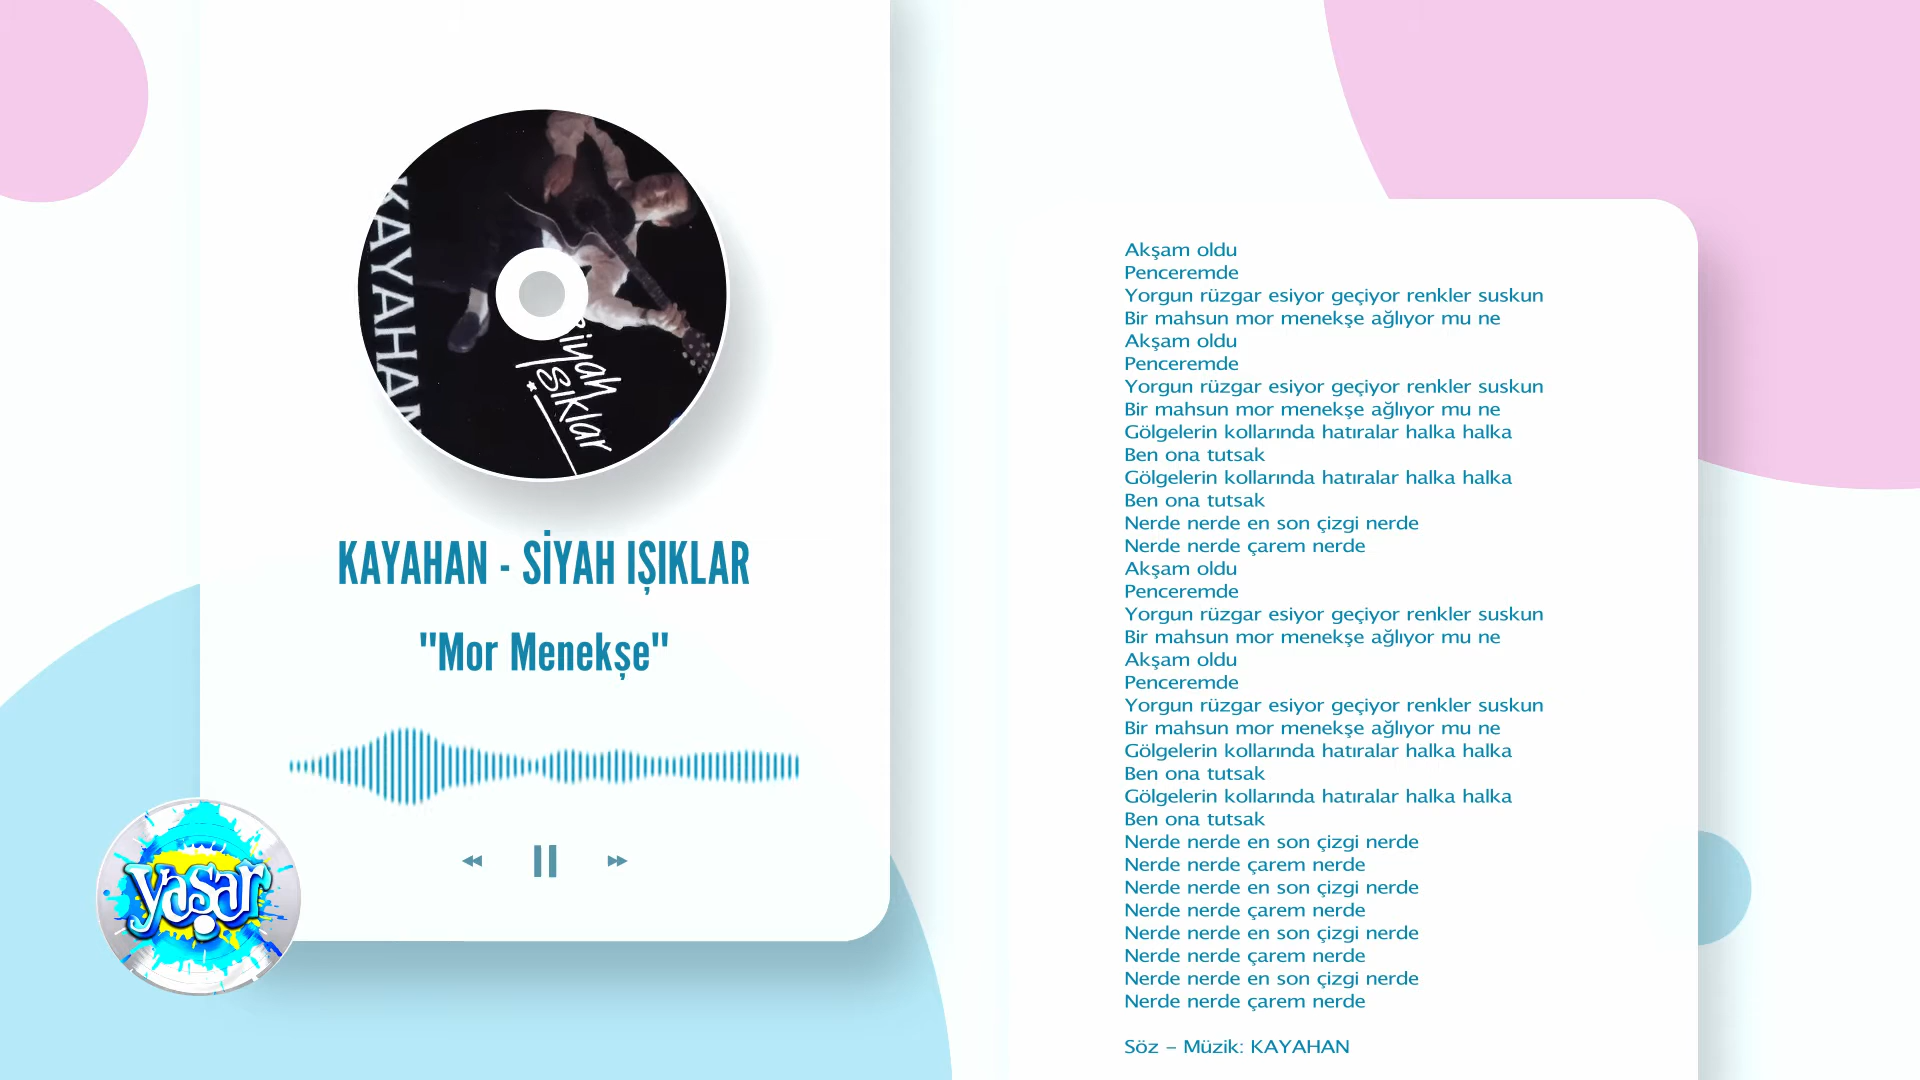 KAYAHAN
Siyah
Işıklar
KAYAHAN - SİYAH IŞIKLAR
"Mor Menekşe"
yaşar
Akşam oldu
Penceremde
Yorgun rüzgar esiyor geçiyor renkler suskun
Bir mahsun mor menekşe ağlıyor mu ne
Akşam oldu
Penceremde
Yorgun rüzgar esiyor geçiyor renkler suskun
Bir mahsun mor menekşe ağlıyor mu ne
Gölgelerin kollarında hatıralar halka halka
Ben ona tutsak
Gölgelerin kollarında hatıralar halka halka
Ben ona tutsak
Nerde nerde en son çizgi nerde
Nerde nerde çarem nerde
Akşam oldu
Penceremde
Yorgun rüzgar esiyor geçiyor renkler suskun
Bir mahsun mor menekşe ağlıyor mu ne
Akşam oldu
Penceremde
Yorgun rüzgar esiyor geçiyor renkler suskun
Bir mahsun mor menekşe ağlıyor mu ne
Gölgelerin kollarında hatıralar halka halka
Ben ona tutsak
Gölgelerin kollarında hatıralar halka halka
Ben ona tutsak
Nerde nerde en son çizgi nerde
Nerde nerde çarem nerde
Nerde nerde en son çizgi nerde
Nerde nerde çarem nerde
Nerde nerde en son çizgi nerde
Nerde nerde çarem nerde
Nerde nerde en son çizgi nerde
Nerde nerde çarem nerde
Söz – Müzik: KAYAHAN